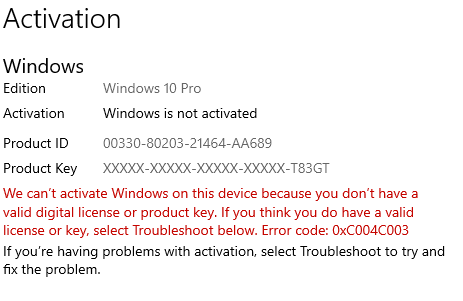 Activation
Windows
Edition Windows 10 Pro
Activation Windows is not activated
Product ID 00330-80203-21464-AA689
Product Key XXXXX-XXXXX-XXXXX-XXXXX-T83GT
We can't activate Windows on this device because you don't have a
valid digital license or product key. If you think you do have a valid
license or key, select Troubleshoot below. Error code: 0xC004C003
If you're having problems with activation, select Troubleshoot to try and
fix the problem.